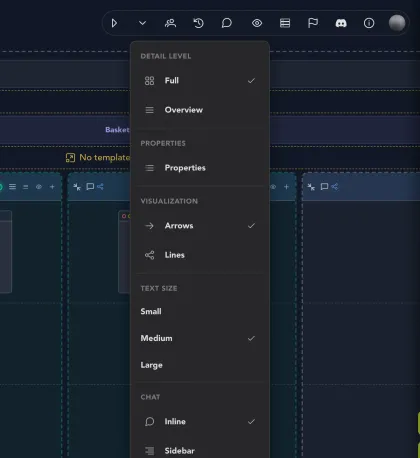 DETAIL LEVEL
Full
Overview
Basket
PROPERTIES
No template
Properties
VISUALIZATION
Arrows
Lines
TEXT SIZE
Small
Medium
Large
CHAT
Inline
Sidebar